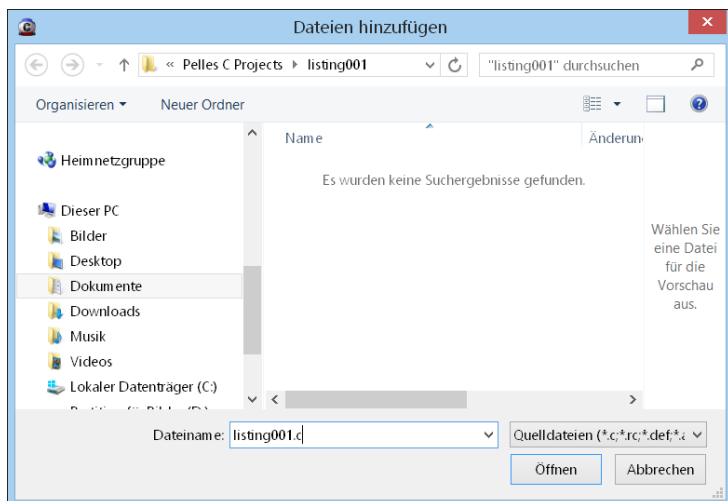 Dateien hinzufügen
« Pelles C Projects listing001
"listing001" durchsuchen
Organisieren
Neuer Ordner
Name
Änderun
Es wurden keine Suchergebnisse gefunden.
Wählen Sie
eine Datei
für die
Vorschau
aus.
Heimnetzgruppe
Dieser PC
Bilder
Desktop
Dokumente
Downloads
Musik
Videos
Lokaler Datenträger (C:)
Dateiname: listing001.c
Quelldateien (*.c;*.rc;*.def;*.a
Öffnen
Abbrechen